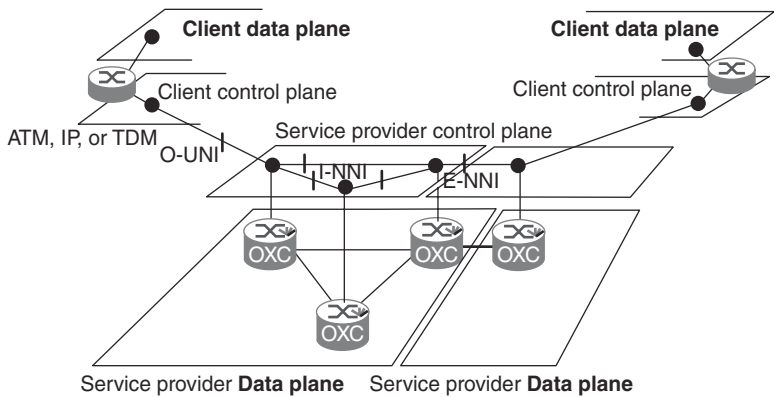 Client data plane
Client data plane
Client control plane
Client control plane
ATM, IP, or TDM
O-UNI
Service provider control plane
I-NNI
E-NNI
OXC
OXC
OXC
OXC
Service provider Data plane
Service provider Data plane